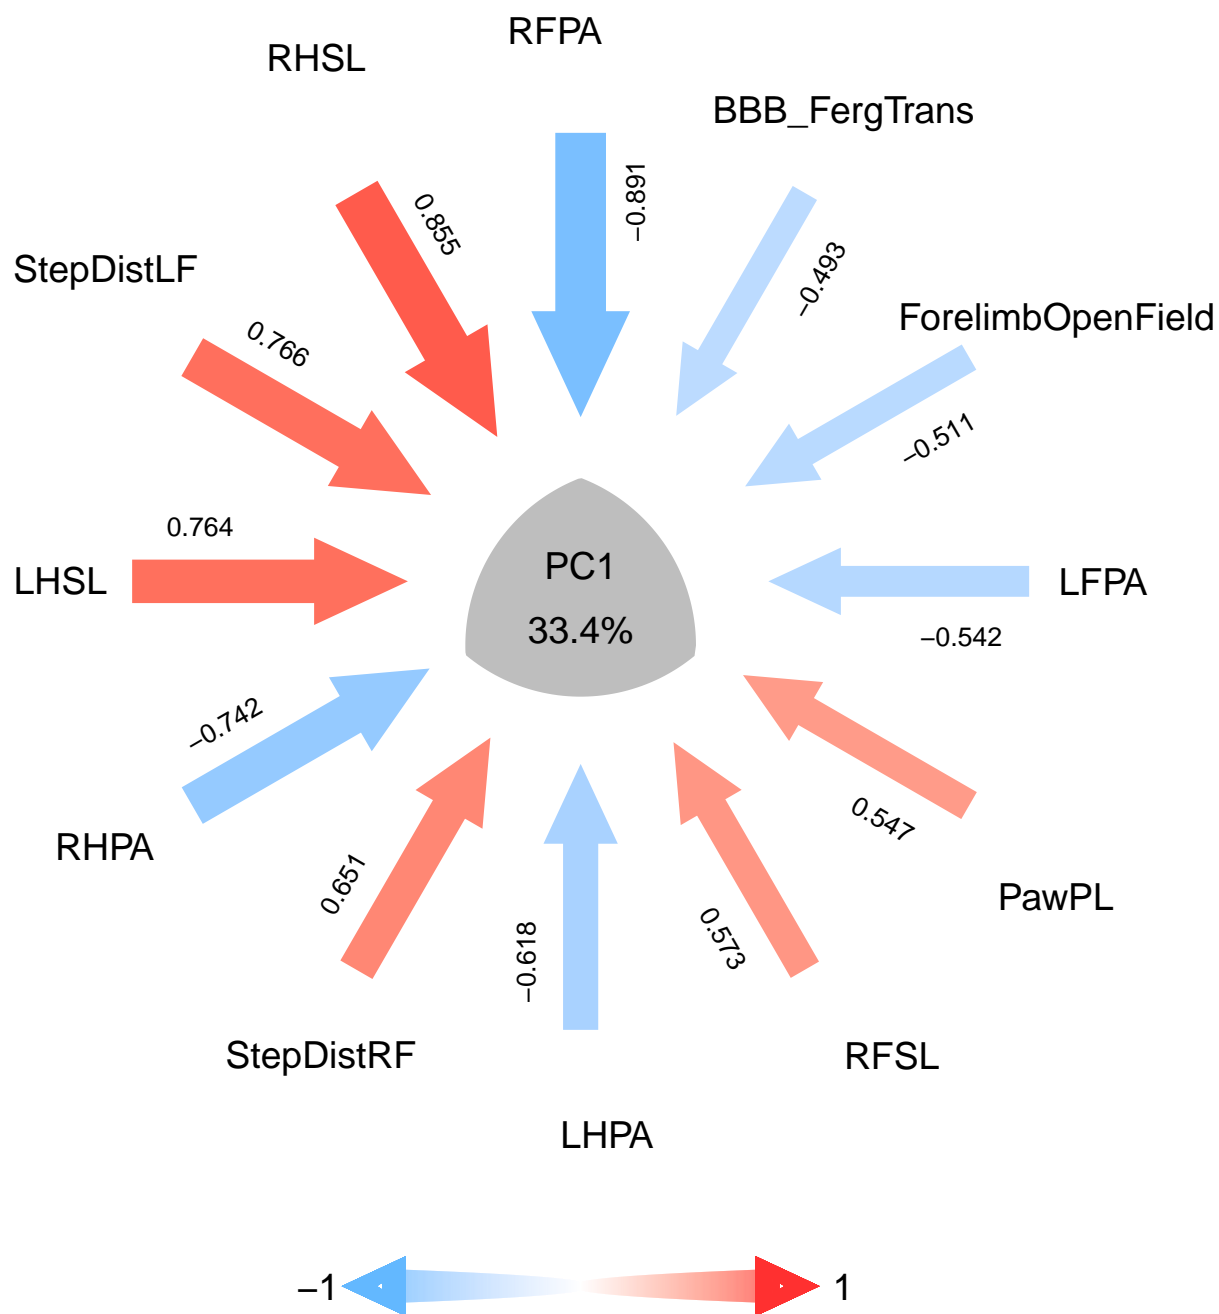 RFPA
RHSL
BBB_FergTrans
−0.891
0.855
−0.493
StepDistLF
ForelimbOpenField
0.766
−0.511
0.764
PC1
LHSL
LFPA
33.4%
−0.542
−0.742
0.547
RHPA
0.651
PawPL
−0.618
0.573
StepDistRF
RFSL
LHPA
−1
1